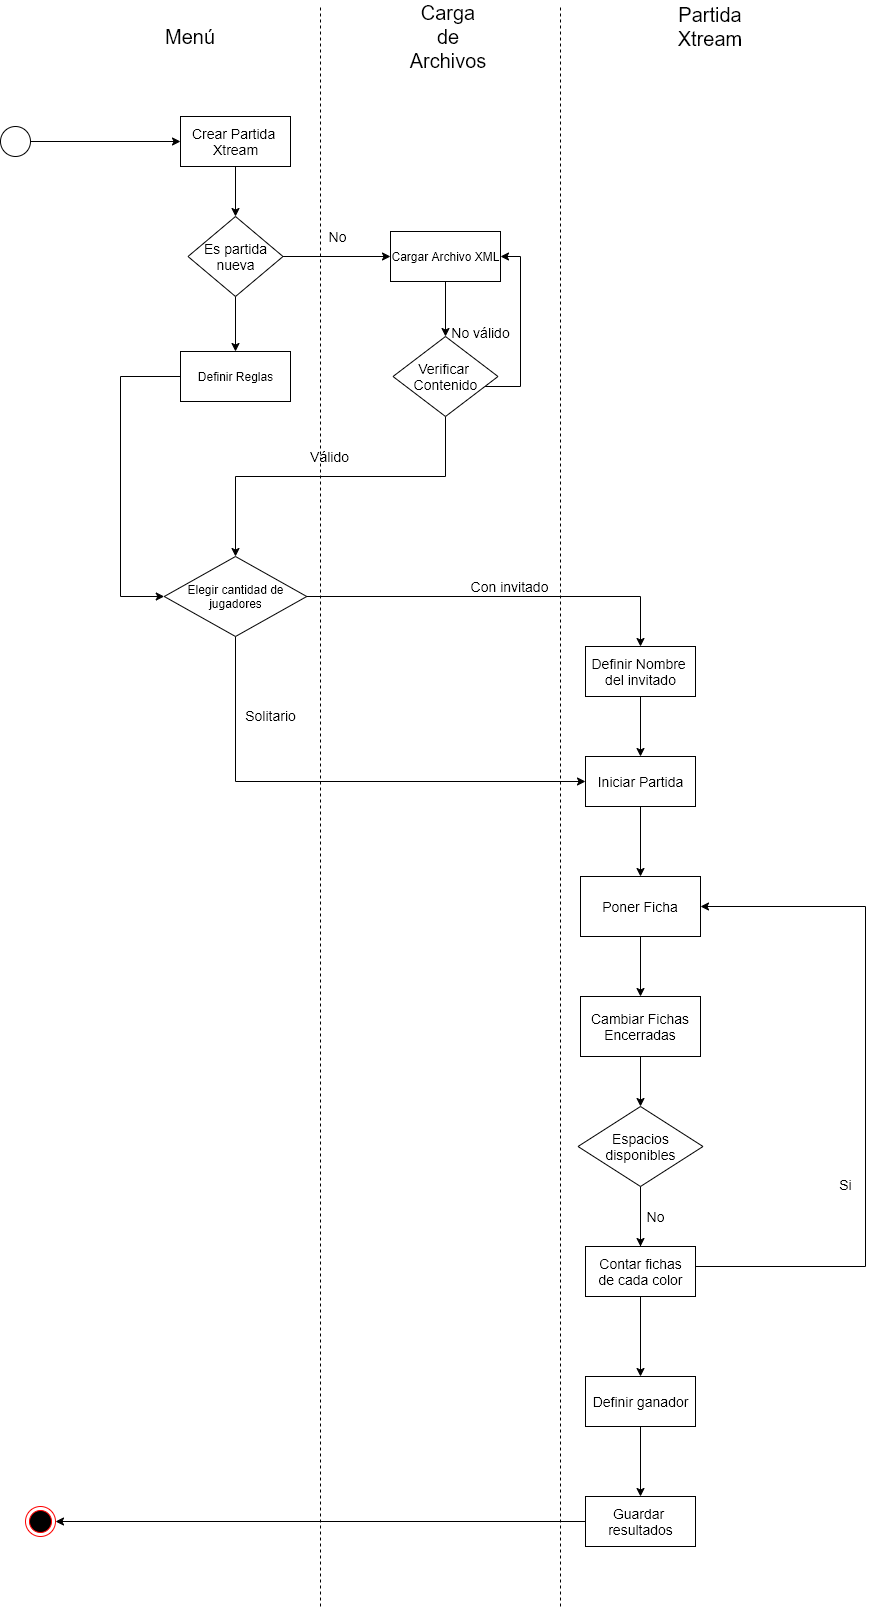 Menú
Carga
de
Archivos
Partida
Xtream
Crear Partida
Xtream
Es partida
nueva
No
Cargar Archivo XML
No válido
Verificar
Contenido
Definir Reglas
Válido
Elegir cantidad de
jugadores
Con invitado
Definir Nombre
del invitado
Solitario
Iniciar Partida
Poner Ficha
Cambiar Fichas
Encerradas
Espacios
disponibles
Si
No
Contar fichas
de cada color
Definir ganador
Guardar
resultados